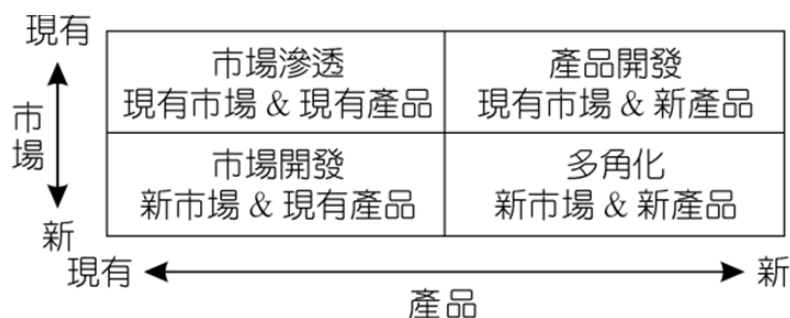 現有
市場滲透
現有市場 & 現有產品
產品開發
現有市場 & 新產品
市場
市場開發
新市場 & 現有產品
多角化
新市場 & 新產品
新
現有
新
產品